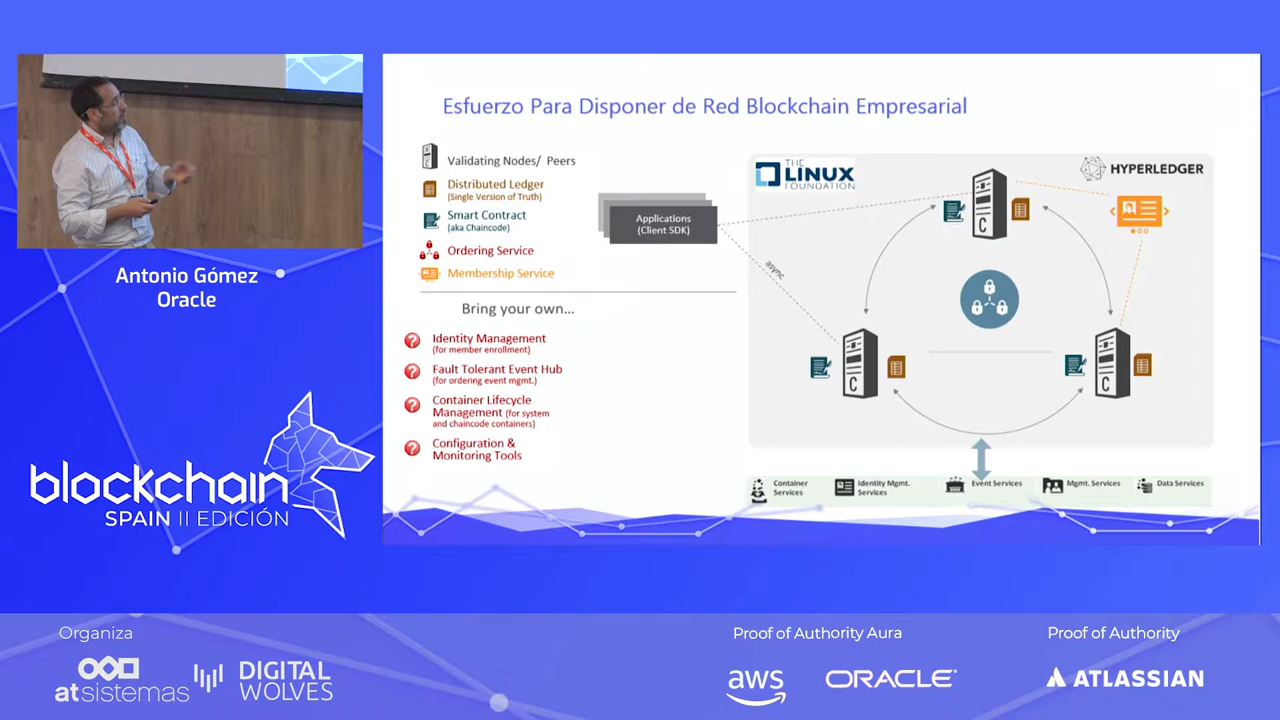 Esfuerzo Para Disponer de Red Blockchain Empresarial
Validating Nodes/ Peers
Distributed Ledger
(Single Version of Truth)
Smart Contract
(aka Chaincode)
Ordering Service
Membership Service
Bring your own...
Identity Management
(for member enrollment)
Fault Tolerant Event Hub
(for ordering event mgmt.)
Container Lifecycle
Management (for system
and chaincode containers)
Configuration &
Monitoring Tools
Applications
(Client SDK)
async
THE
LINUX
FOUNDATION
HYPERLEDGER
C
C
C
Container
Services
Identity Mgmt.
Services
Event Services
Mgmt. Services
Data Services
Antonio Gómez
Oracle
blockchain
SPAIN II EDICIÓN
Organiza
atsistemas
DIGITAL
WOLVES
Proof of Authority Aura
aws
ORACLE
Proof of Authority
ATLASSIAN